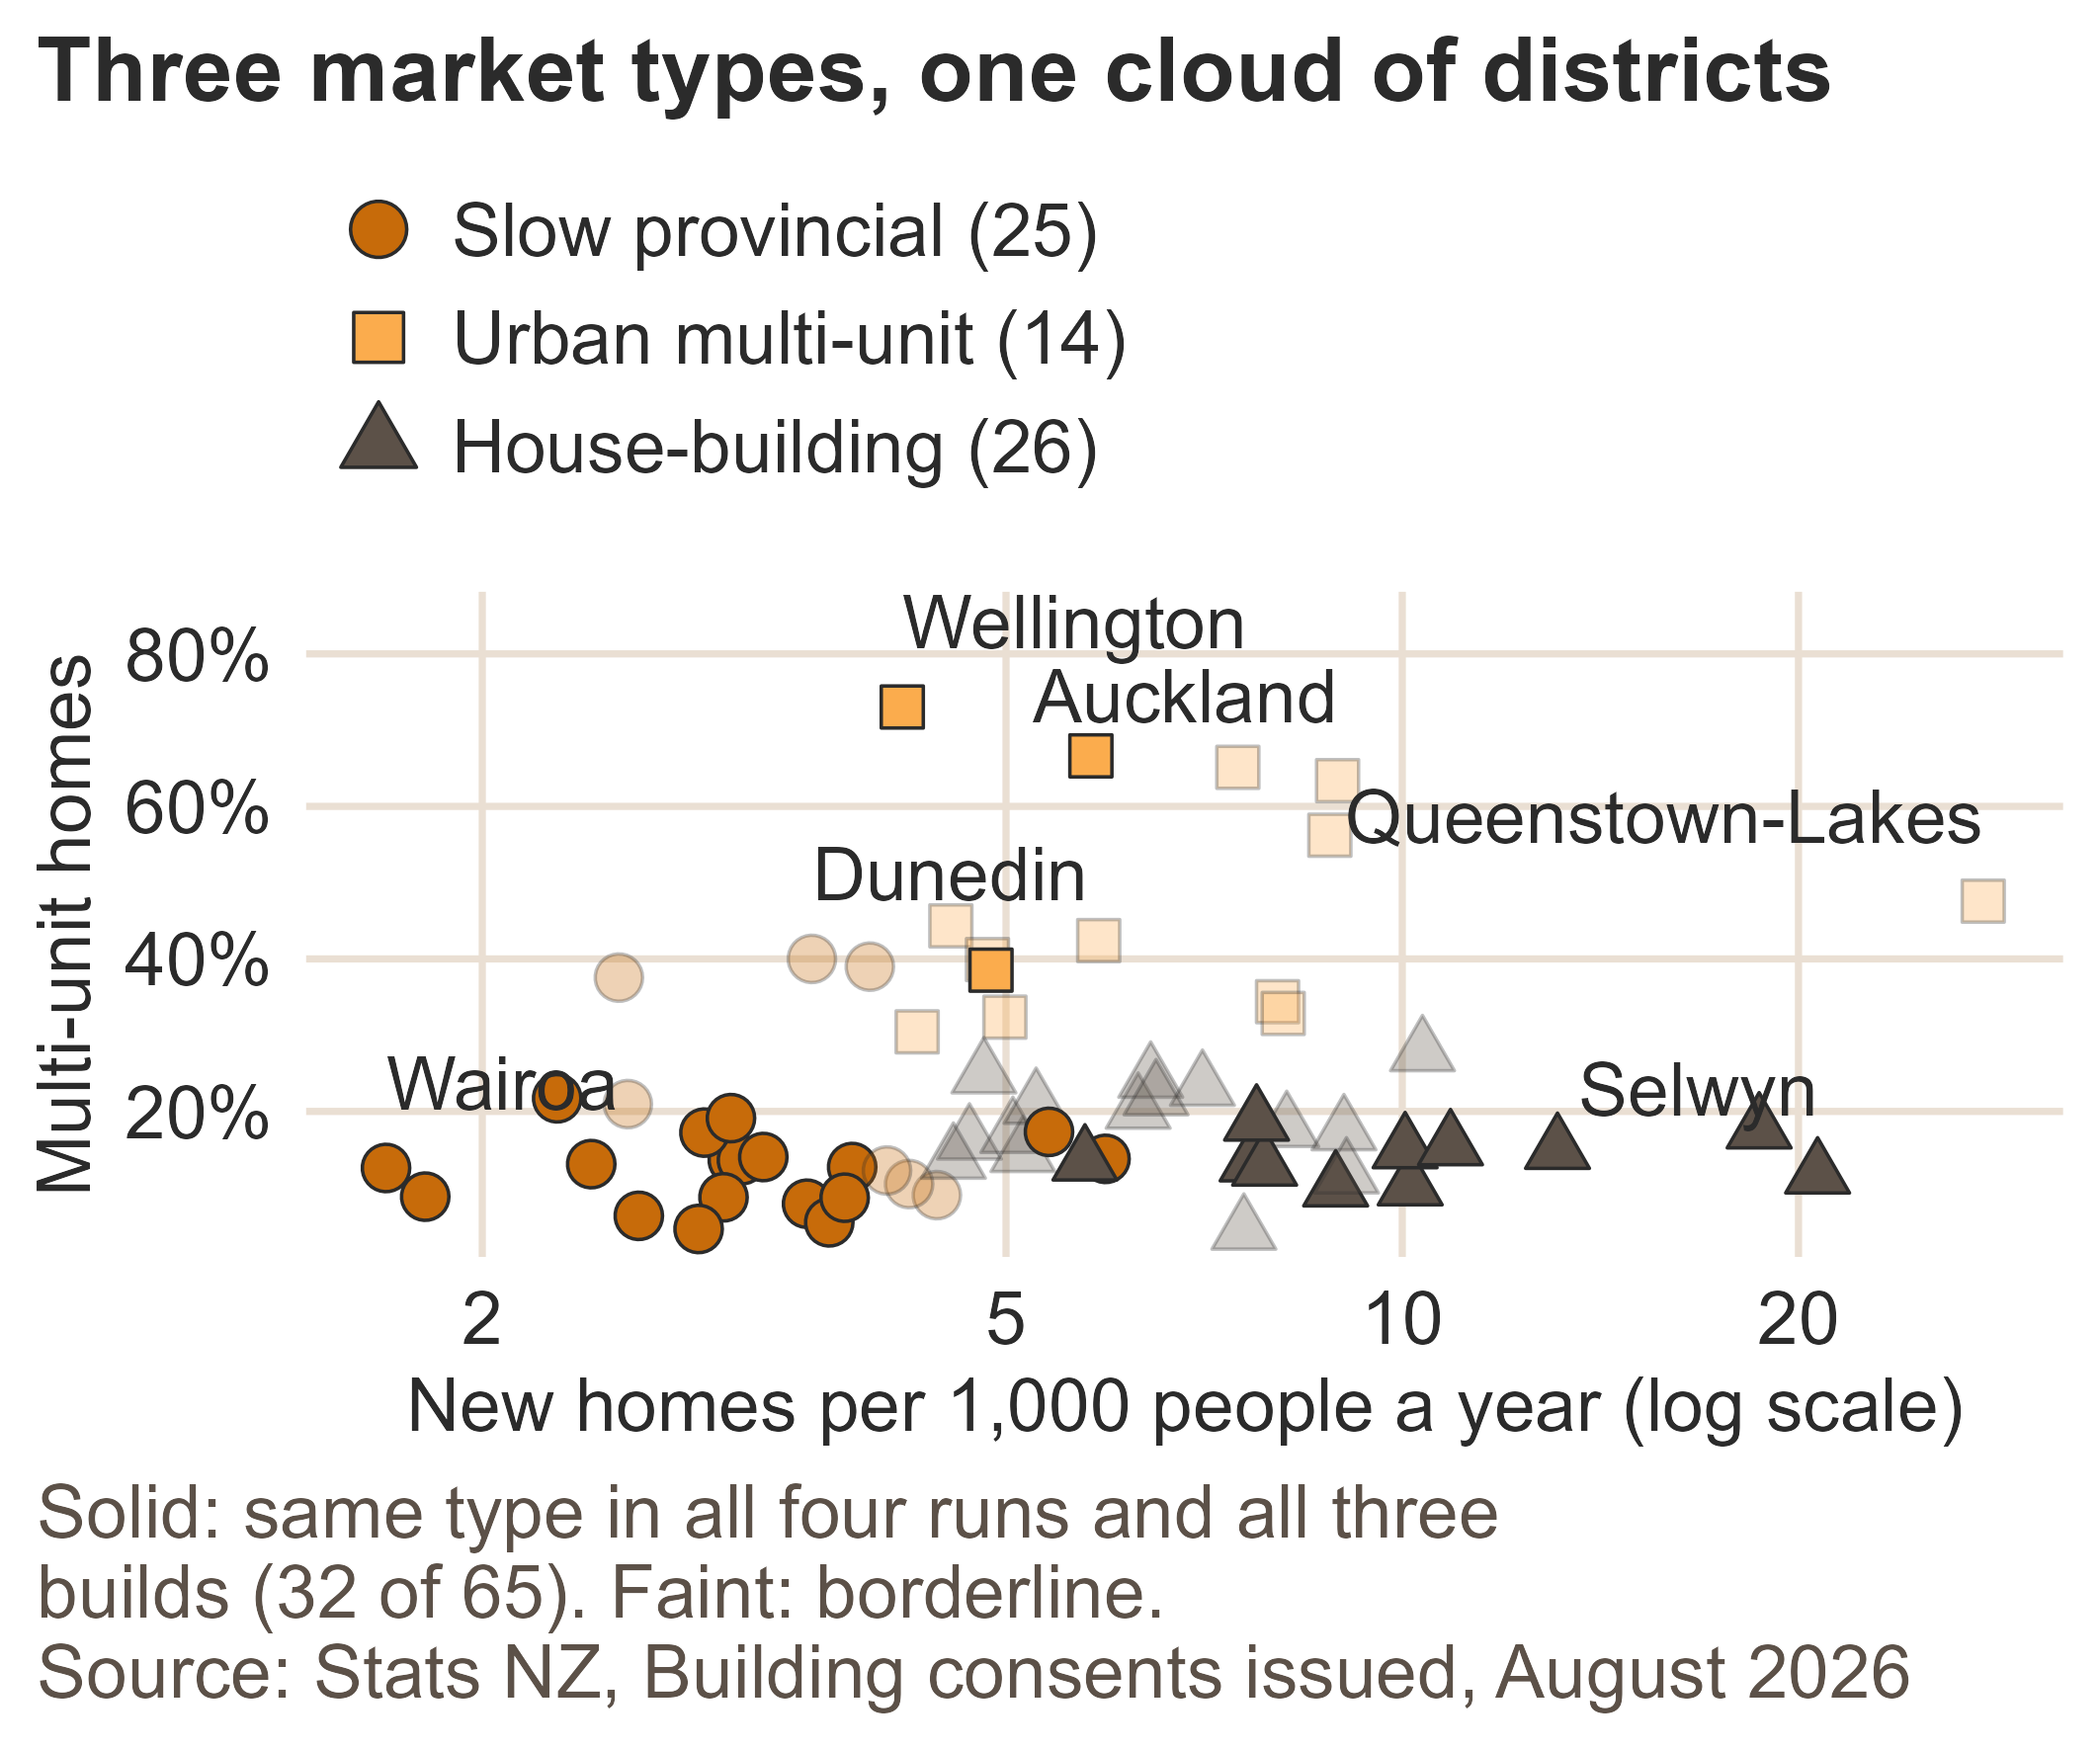 Three market types, one cloud of districts
Slow provincial (25)
Urban multi-unit (14)
House-building (26)
Multi-unit homes
80%
60%
40%
20%
Wellington
Auckland
Queenstown-Lakes
Dunedin
Wairoa
Selwyn
2
5
10
20
New homes per 1,000 people a year (log scale)
Solid: same type in all four runs and all three
builds (32 of 65). Faint: borderline.
Source: Stats NZ, Building consents issued, August 2026